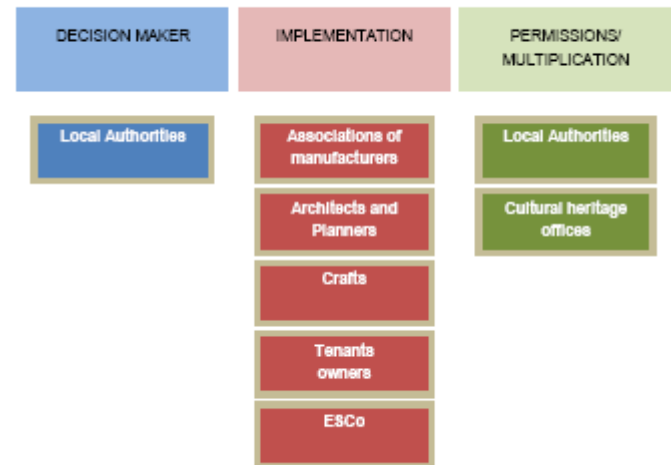 DECISION MAKER
IMPLEMENTATION
PERMISSIONS/
MULTIPLICATION
Local Authorities
Associations of
manufacturers
Local Authorities
Architects and
Planners
Cultural heritage
offices
Crafts
Tenants
owners
ESCo